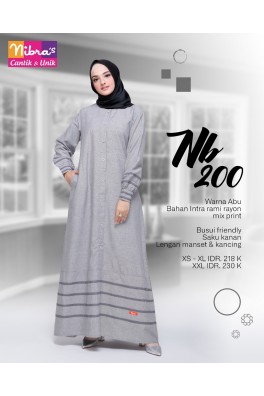 Nibra's
Cantik & Unik
Nb
200
Warna Abu
Bahan Intra rami rayon
mix print
Busui friendly
Saku kanan
Lengan manset & kancing
XS - XL IDR. 218 K
XXL IDR. 230 K